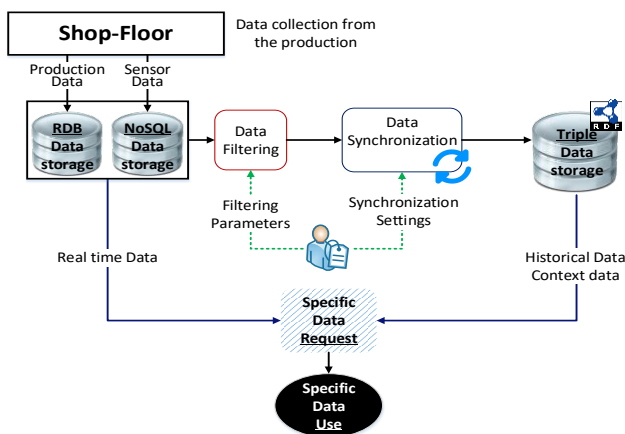 Shop-Floor
Data collection from
the production
Production
Data
Sensor
Data
RDB
Data
storage
NoSQL
Data
storage
Data
Filtering
Data
Synchronization
RDF
Triple
Data
storage
Filtering
Parameters
Synchronization
Settings
Real time Data
Historical Data
Context data
Specific
Data
Request
Specific
Data
Use